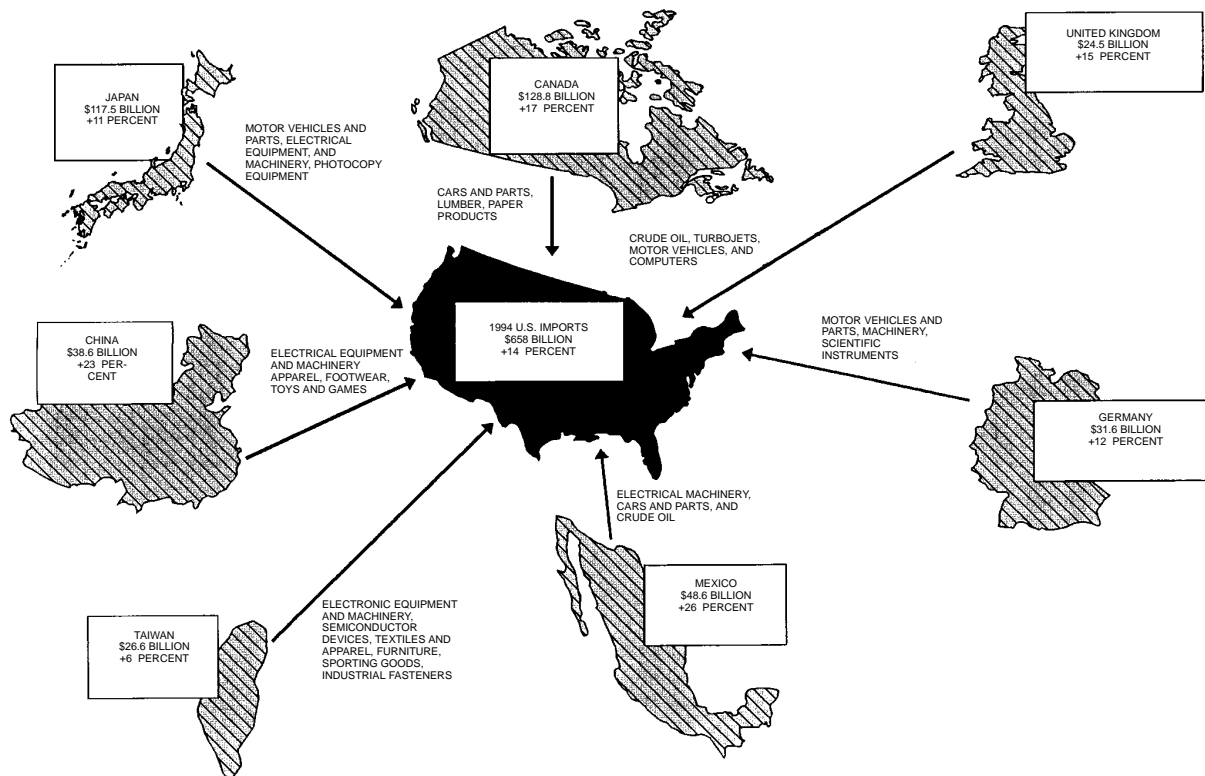 UNITED KINGDOM
$24.5 BILLION
+15 PERCENT
CANADA
$128.8 BILLION
+17 PERCENT
JAPAN
$117.5 BILLION
+11 PERCENT
MOTOR VEHICLES AND
PARTS, ELECTRICAL
EQUIPMENT, AND
MACHINERY, PHOTOCOPY
EQUIPMENT
CARS AND PARTS,
LUMBER, PAPER
PRODUCTS
CRUDE OIL, TURBOJETS,
MOTOR VEHICLES, AND
COMPUTERS
1994 U.S. IMPORTS
$658 BILLION
+14 PERCENT
MOTOR VEHICLES AND
PARTS, MACHINERY,
SCIENTIFIC
INSTRUMENTS
CHINA
$38.6 BILLION
+23 PER-
CENT
ELECTRICAL EQUIPMENT
AND MACHINERY
APPAREL, FOOTWEAR,
TOYS AND GAMES
GERMANY
$31.6 BILLION
+12 PERCENT
ELECTRICAL MACHINERY,
CARS AND PARTS, AND
CRUDE OIL
MEXICO
$48.6 BILLION
+26 PERCENT
ELECTRONIC EQUIPMENT
AND MACHINERY,
SEMICONDUCTOR
DEVICES, TEXTILES AND
APPAREL, FURNITURE,
SPORTING GOODS,
INDUSTRIAL FASTENERS
TAIWAN
$26.6 BILLION
+6 PERCENT